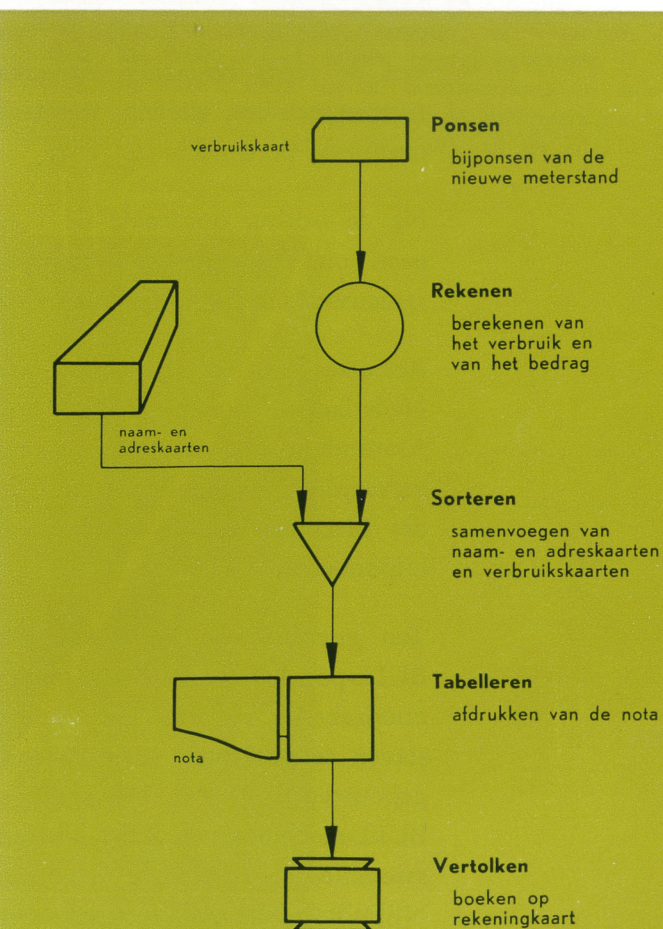 verbruikskaart
Ponsen
bijponsen van de
nieuwe meterstand
Rekenen
berekenen van
het verbruik en
van het bedrag
naam- en
adreskaarten
Sorteren
samenvoegen van
naam- en adreskaarten
en verbruikskaarten
Tabelleren
afdrukken van de nota
nota
Vertolken
boeken op
rekeningkaart